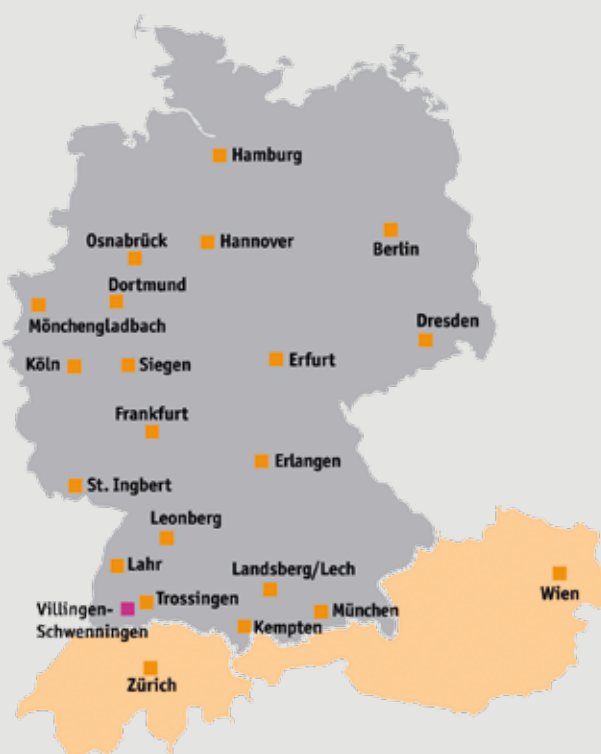 Hamburg
Osnabrück
Hannover
Berlin
Dortmund
Mönchengladbach
Dresden
Köln
Siegen
Erfurt
Frankfurt
Erlangen
St. Ingbert
Leonberg
Lahr
Landsberg/Lech
Wien
Trossingen
Villingen-
Schwenningen
München
Kempten
Zürich